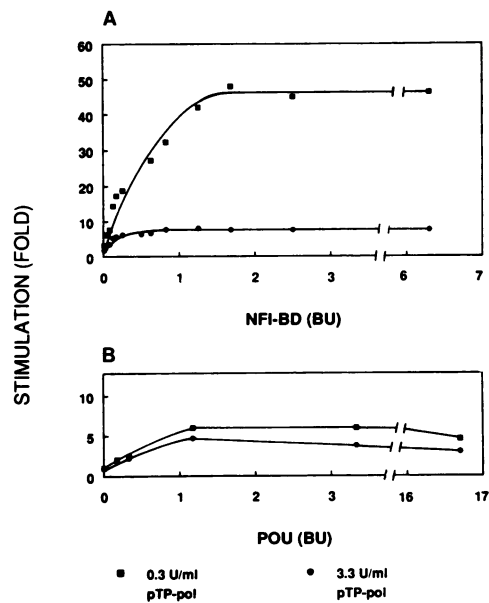 A
60
50
40
30
20
10
0
0 1 2 3 6 7
NFI-BD (BU)
STIMULATION (FOLD)
B
10
5
0
0 1 2 3 16 17
POU (BU)
0.3 U/ml 3.3 U/ml
pTP-pol pTP-pol